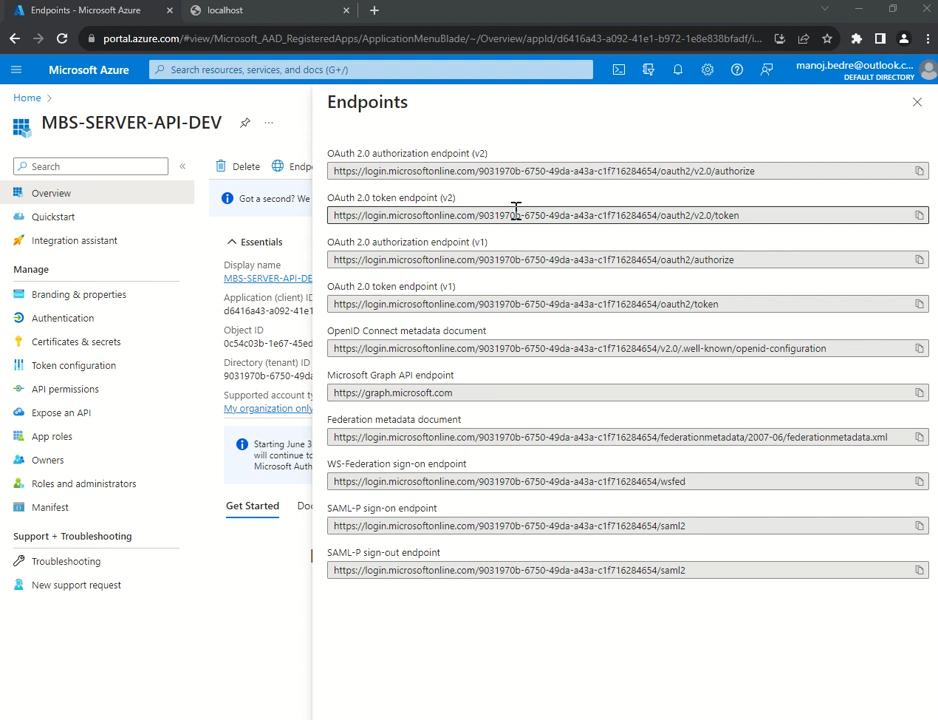 Endpoints - Microsoft Azure
localhost
portal.azure.com/#view/Microsoft_AAD_RegisteredApps/ApplicationMenuBlade/~/Overview/appId/d6416a43-a092-41e1-b972-1e8e838bfadf/i...
Microsoft Azure
Search resources, services, and docs (G+/)
manoj.bedre@outlook.c...
DEFAULT DIRECTORY
Home
MBS-SERVER-API-DEV
Search
Overview
Quickstart
Integration assistant
Manage
Branding & properties
Authentication
Certificates & secrets
Token configuration
API permissions
Expose an API
App roles
Owners
Roles and administrators
Manifest
Support + Troubleshooting
Troubleshooting
New support request
Delete
Endp
Got a second? We
Essentials
Display name
MBS-SERVER-API-DE
Application (client) ID
d6416a43-a092-41e1
Object ID
0c54c03b-1e67-45ed
Directory (tenant) ID
9031970b-6750-49da
Supported account ty
My organization only
Starting June 3
will continue to
Microsoft Auth
Get Started
Doc
Endpoints
OAuth 2.0 authorization endpoint (v2)
https://login.microsoftonline.com/9031970b-6750-49da-a43a-c1f716284654/oauth2/v2.0/authorize
OAuth 2.0 token endpoint (v2)
https://login.microsoftonline.com/9031970b-6750-49da-a43a-c1f716284654/oauth2/v2.0/token
OAuth 2.0 authorization endpoint (v1)
https://login.microsoftonline.com/9031970b-6750-49da-a43a-c1f716284654/oauth2/authorize
OAuth 2.0 token endpoint (v1)
https://login.microsoftonline.com/9031970b-6750-49da-a43a-c1f716284654/oauth2/token
OpenID Connect metadata document
https://login.microsoftonline.com/9031970b-6750-49da-a43a-c1f716284654/v2.0/.well-known/openid-configuration
Microsoft Graph API endpoint
https://graph.microsoft.com
Federation metadata document
https://login.microsoftonline.com/9031970b-6750-49da-a43a-c1f716284654/federationmetadata/2007-06/federationmetadata.xml
WS-Federation sign-on endpoint
https://login.microsoftonline.com/9031970b-6750-49da-a43a-c1f716284654/wsfed
SAML-P sign-on endpoint
https://login.microsoftonline.com/9031970b-6750-49da-a43a-c1f716284654/saml2
SAML-P sign-out endpoint
https://login.microsoftonline.com/9031970b-6750-49da-a43a-c1f716284654/saml2